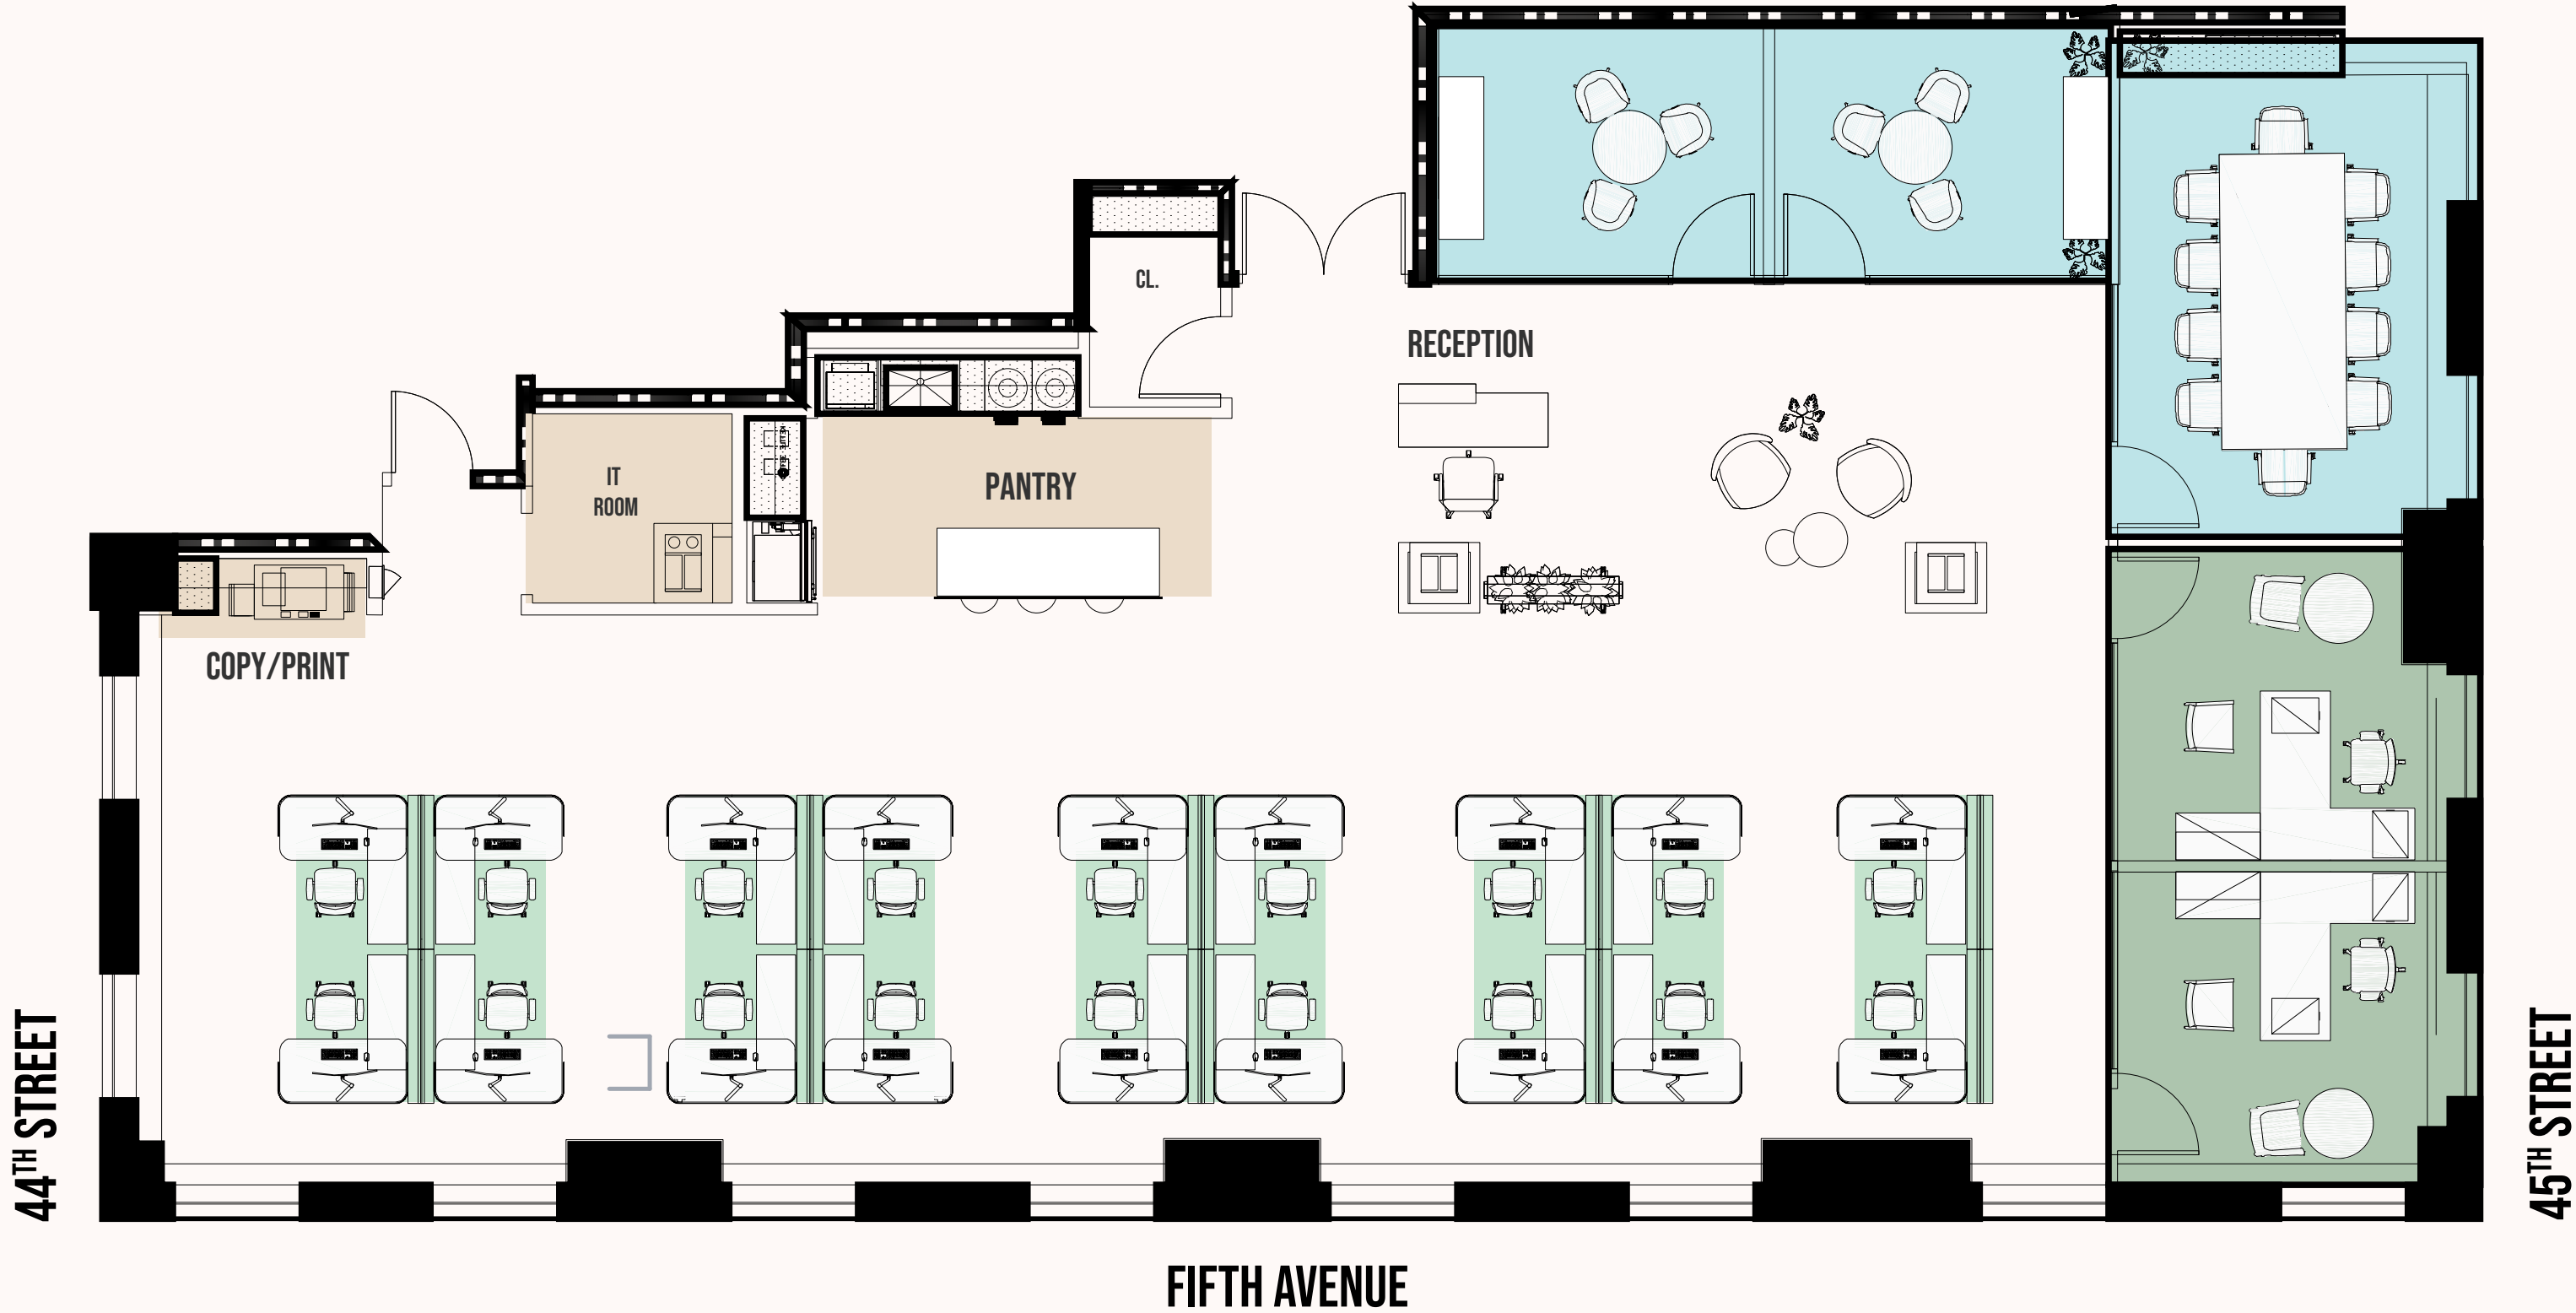 CL.
RECEPTION
IT
ROOM
PANTRY
COPY/PRINT
44TH STREET
45TH STREET
FIFTH AVENUE